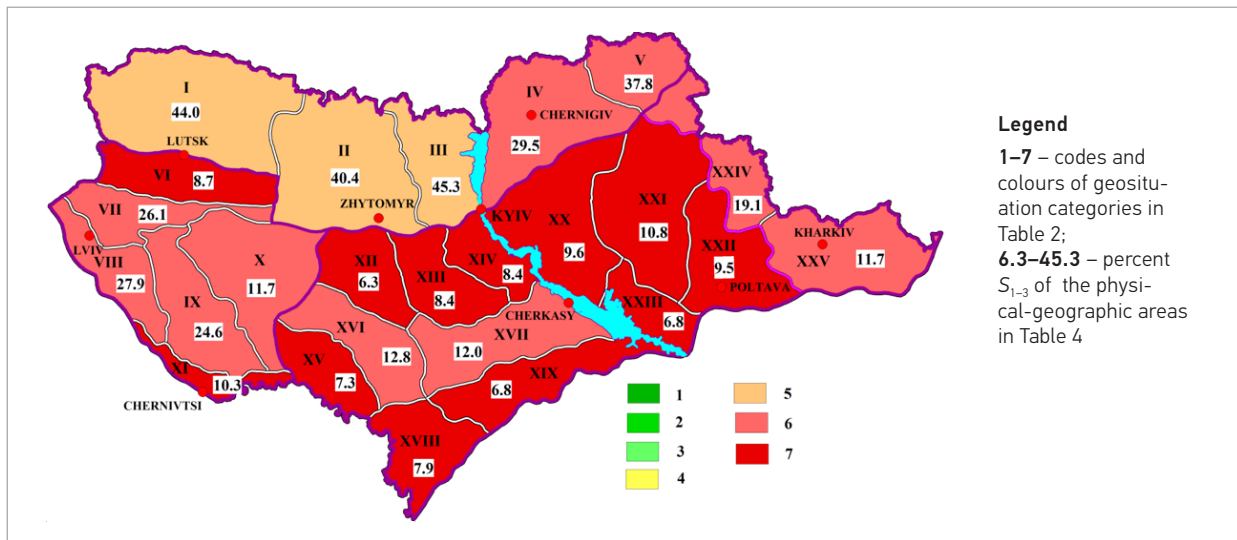 I
44.0
LUTSK
II
40.4
ZHYTOMYR
III
45.3
IV
CHERNIGIV
29.5
V
37.8
VI
8.7
VII
26.1
LVIV
VIII
27.9
IX
24.6
X
11.7
XI
10.3
CHERNIVTSI
XII
6.3
XIII
8.4
XIV
8.4
KYIV
XV
7.3
XVI
12.8
XVII
12.0
CHERKASY
XVIII
7.9
XIX
6.8
XX
9.6
XXI
10.8
XXII
9.5
POLTAVA
XXIII
6.8
XXIV
19.1
KHARKIV
XXV
11.7
1
2
3
4
5
6
7
Legend
1–7 – codes and
colours of geositu-
ation categories in
Table 2;
6.3–45.3 – percent
S1–3 of the physi-
cal-geographic areas
in Table 4